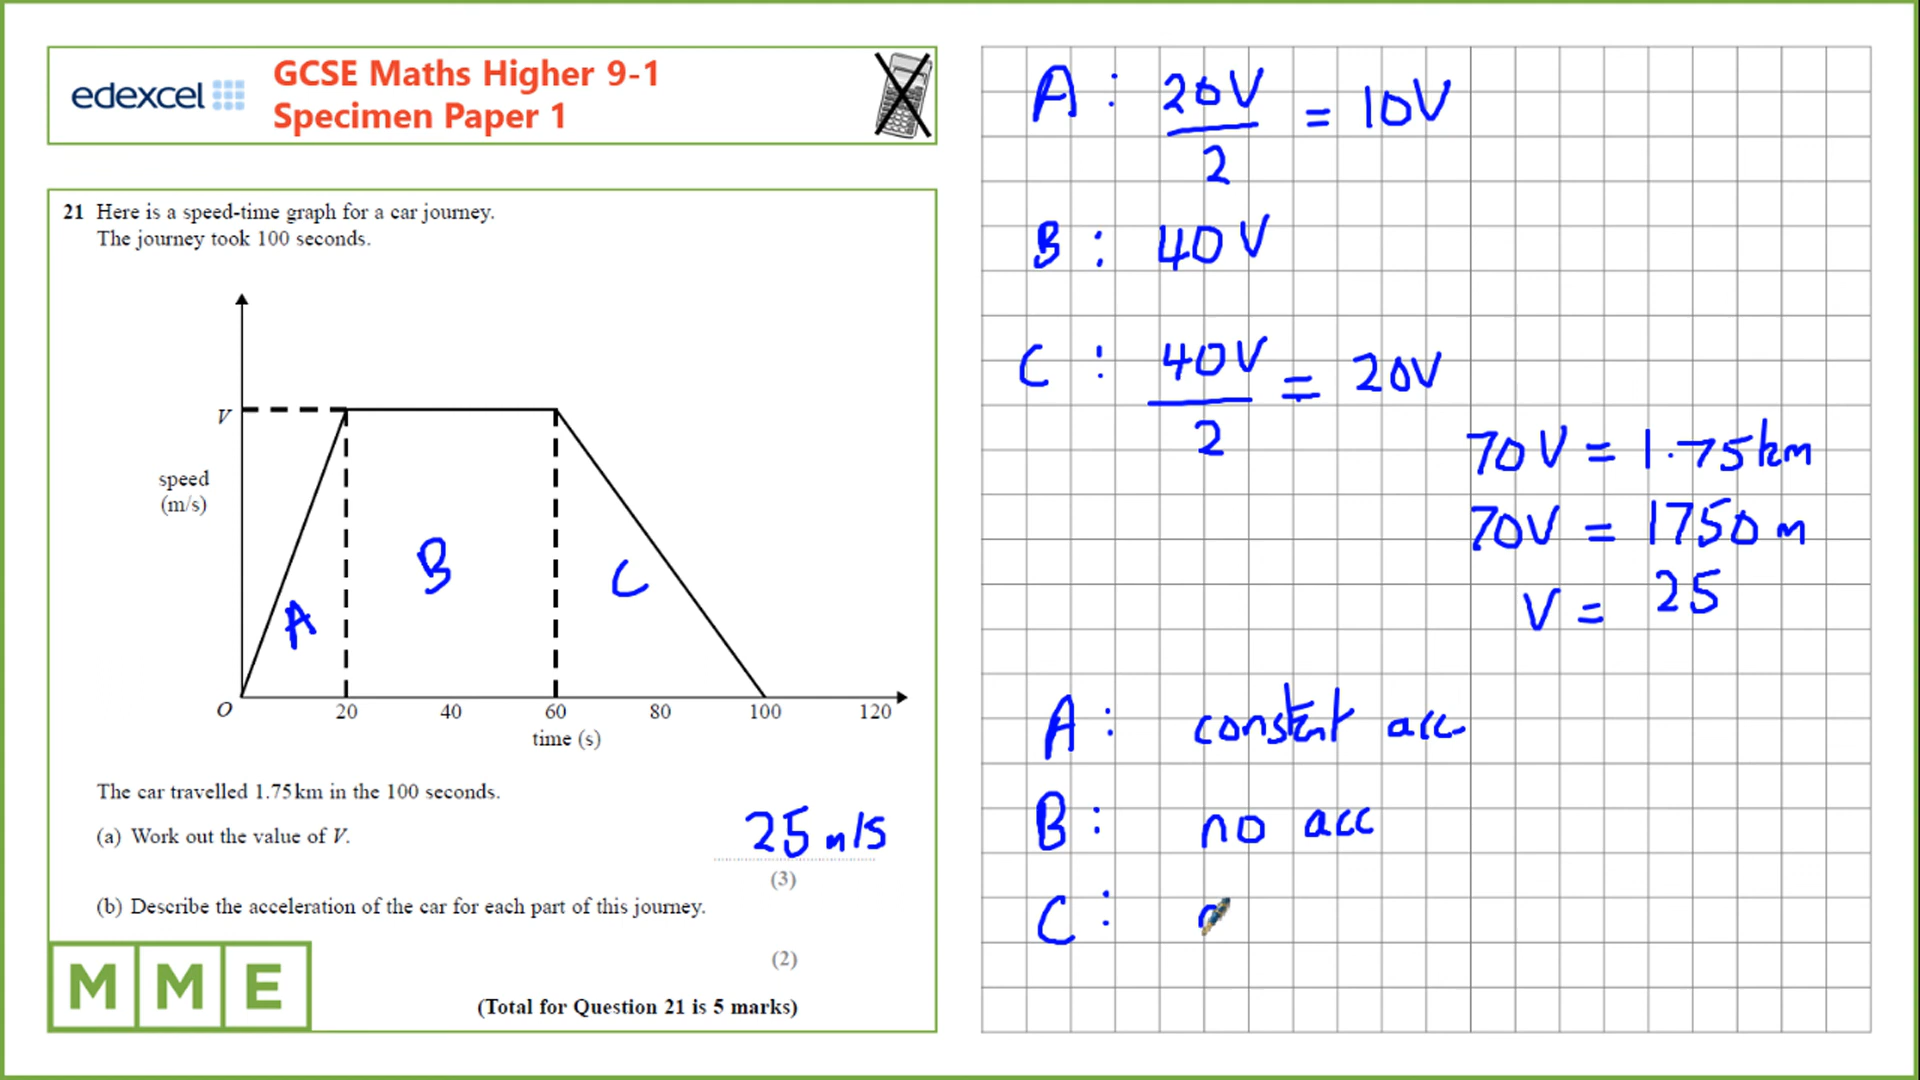 edexcel
GCSE Maths Higher 9-1
Specimen Paper 1
21 Here is a speed-time graph for a car journey.
The journey took 100 seconds.
V
speed
(m/s)
A
B
C
O 20 40 60 80 100 120
time (s)
The car travelled 1.75 km in the 100 seconds.
(a) Work out the value of V.
25 m/s
(3)
(b) Describe the acceleration of the car for each part of this journey.
(2)
(Total for Question 21 is 5 marks)
MME
A : 20V/2 = 10V
B : 40V
C : 40V/2 = 20V
70V = 1.75km
70V = 1750 m
V = 25
A : constant acc
B : no acc
C :